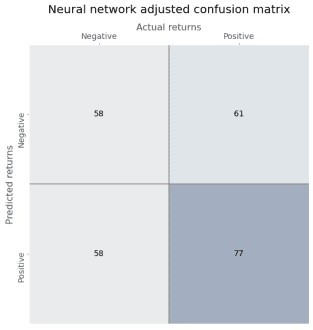 Neural network adjusted confusion matrix
Actual returns
Negative Positive
Predicted returns
Negative
58 61
Positive
58 77